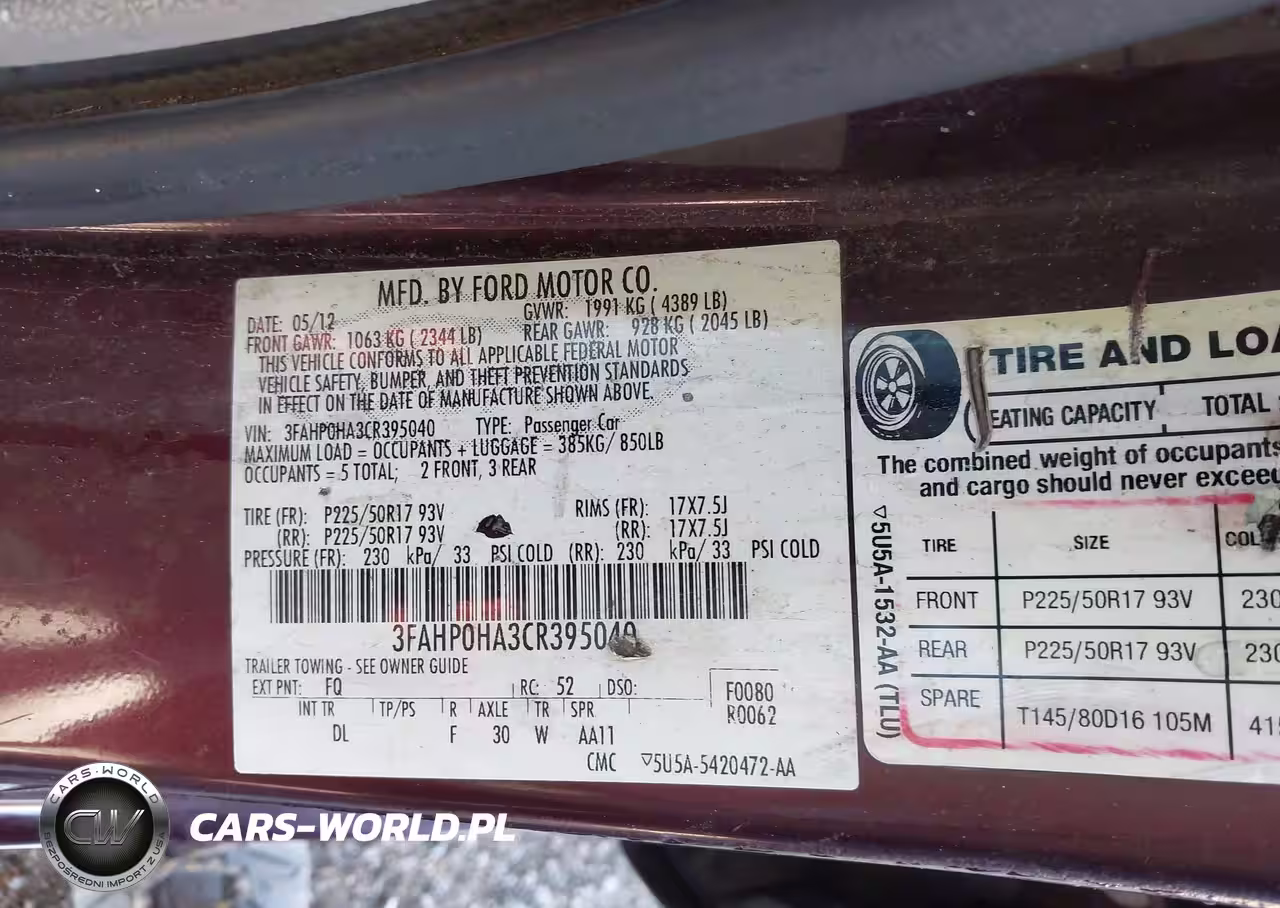 MFD. BY FORD MOTOR CO.
DATE: 05/12 GVWR: 1991 KG ( 4389 LB)
FRONT GAWR: 1063 KG ( 2344 LB) REAR GAWR: 928 KG ( 2045 LB)
THIS VEHICLE CONFORMS TO ALL APPLICABLE FEDERAL MOTOR
VEHICLE SAFETY, BUMPER, AND THEFT PREVENTION STANDARDS
IN EFFECT ON THE DATE OF MANUFACTURE SHOWN ABOVE.
VIN: 3FAHP0HA3CR395040 TYPE: Passenger Car
MAXIMUM LOAD = OCCUPANTS + LUGGAGE = 385KG/ 850LB
OCCUPANTS = 5 TOTAL; 2 FRONT, 3 REAR
TIRE (FR): P225/50R17 93V RIMS (FR): 17X7.5J
(RR): P225/50R17 93V (RR): 17X7.5J
PRESSURE (FR): 230 kPa/ 33 PSI COLD (RR): 230 kPa/ 33 PSI COLD
3FAHP0HA3CR395040
TRAILER TOWING - SEE OWNER GUIDE
EXT PNT: FQ RC: 52 DSO: F0080
INT TR TP/PS R AXLE TR SPR R0062
DL F 30 W AA11
CMC ▽5U5A-5420472-AA
TIRE AND LOA
EATING CAPACITY TOTAL
The combined weight of occupants
and cargo should never exceed
▽5U5A-1532-AA (TLU)
TIRE SIZE COL
FRONT P225/50R17 93V 230
REAR P225/50R17 93V 230
SPARE T145/80D16 105M 41
CARS-WORLD
CW
BEZPOŚREDNI IMPORT Z USA
CARS-WORLD.PL